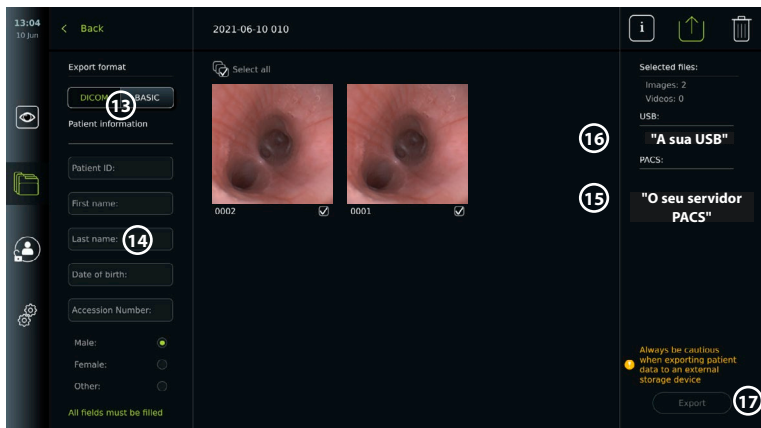 13:04
10 Jun
Back
2021-06-10 010
i
Export format
DICOM
13
BASIC
Patient information
Patient ID:
First name:
Last name:
14
Date of birth:
Accession Number:
Male:
Female:
Other:
All fields must be filled
Select all
0002
0001
Selected files:
Images: 2
Videos: 0
USB:
16
"A sua USB"
PACS:
15
"O seu servidor
PACS"
Always be cautious
when exporting patient
data to an external
storage device
Export
17